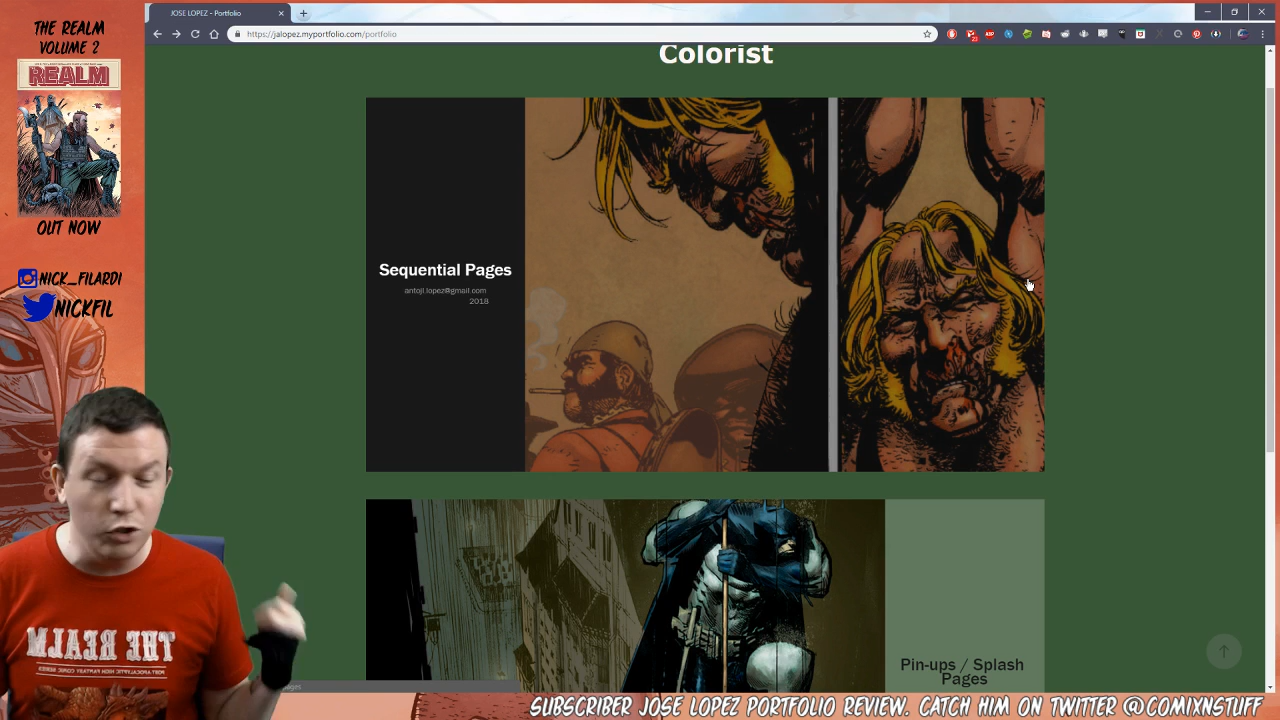 THE REALM
VOLUME 2
REALM
OUT NOW
NICK_FILARDI
NICKFIL
JOSE LOPEZ - Portfolio
https://jalopez.myportfolio.com/portfolio
Colorist
Sequential Pages
antoji.lopez@gmail.com
2018
Pin-ups / Splash
Pages
THE REALM
SUBSCRIBER JOSE LOPEZ PORTFOLIO REVIEW. CATCH HIM ON TWITTER @COMIXNSTUFF